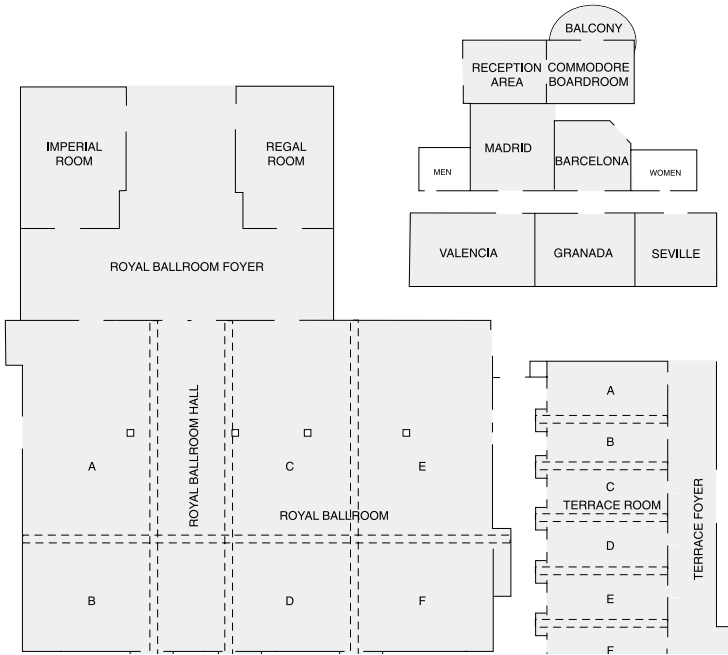 BALCONY
RECEPTION
AREA
COMMODORE
BOARDROOM
IMPERIAL
ROOM
REGAL
ROOM
MADRID
BARCELONA
MEN
WOMEN
VALENCIA
GRANADA
SEVILLE
ROYAL BALLROOM FOYER
ROYAL BALLROOM HALL
A
C
E
ROYAL BALLROOM
B
D
F
A
B
C
TERRACE ROOM
D
E
F
TERRACE FOYER